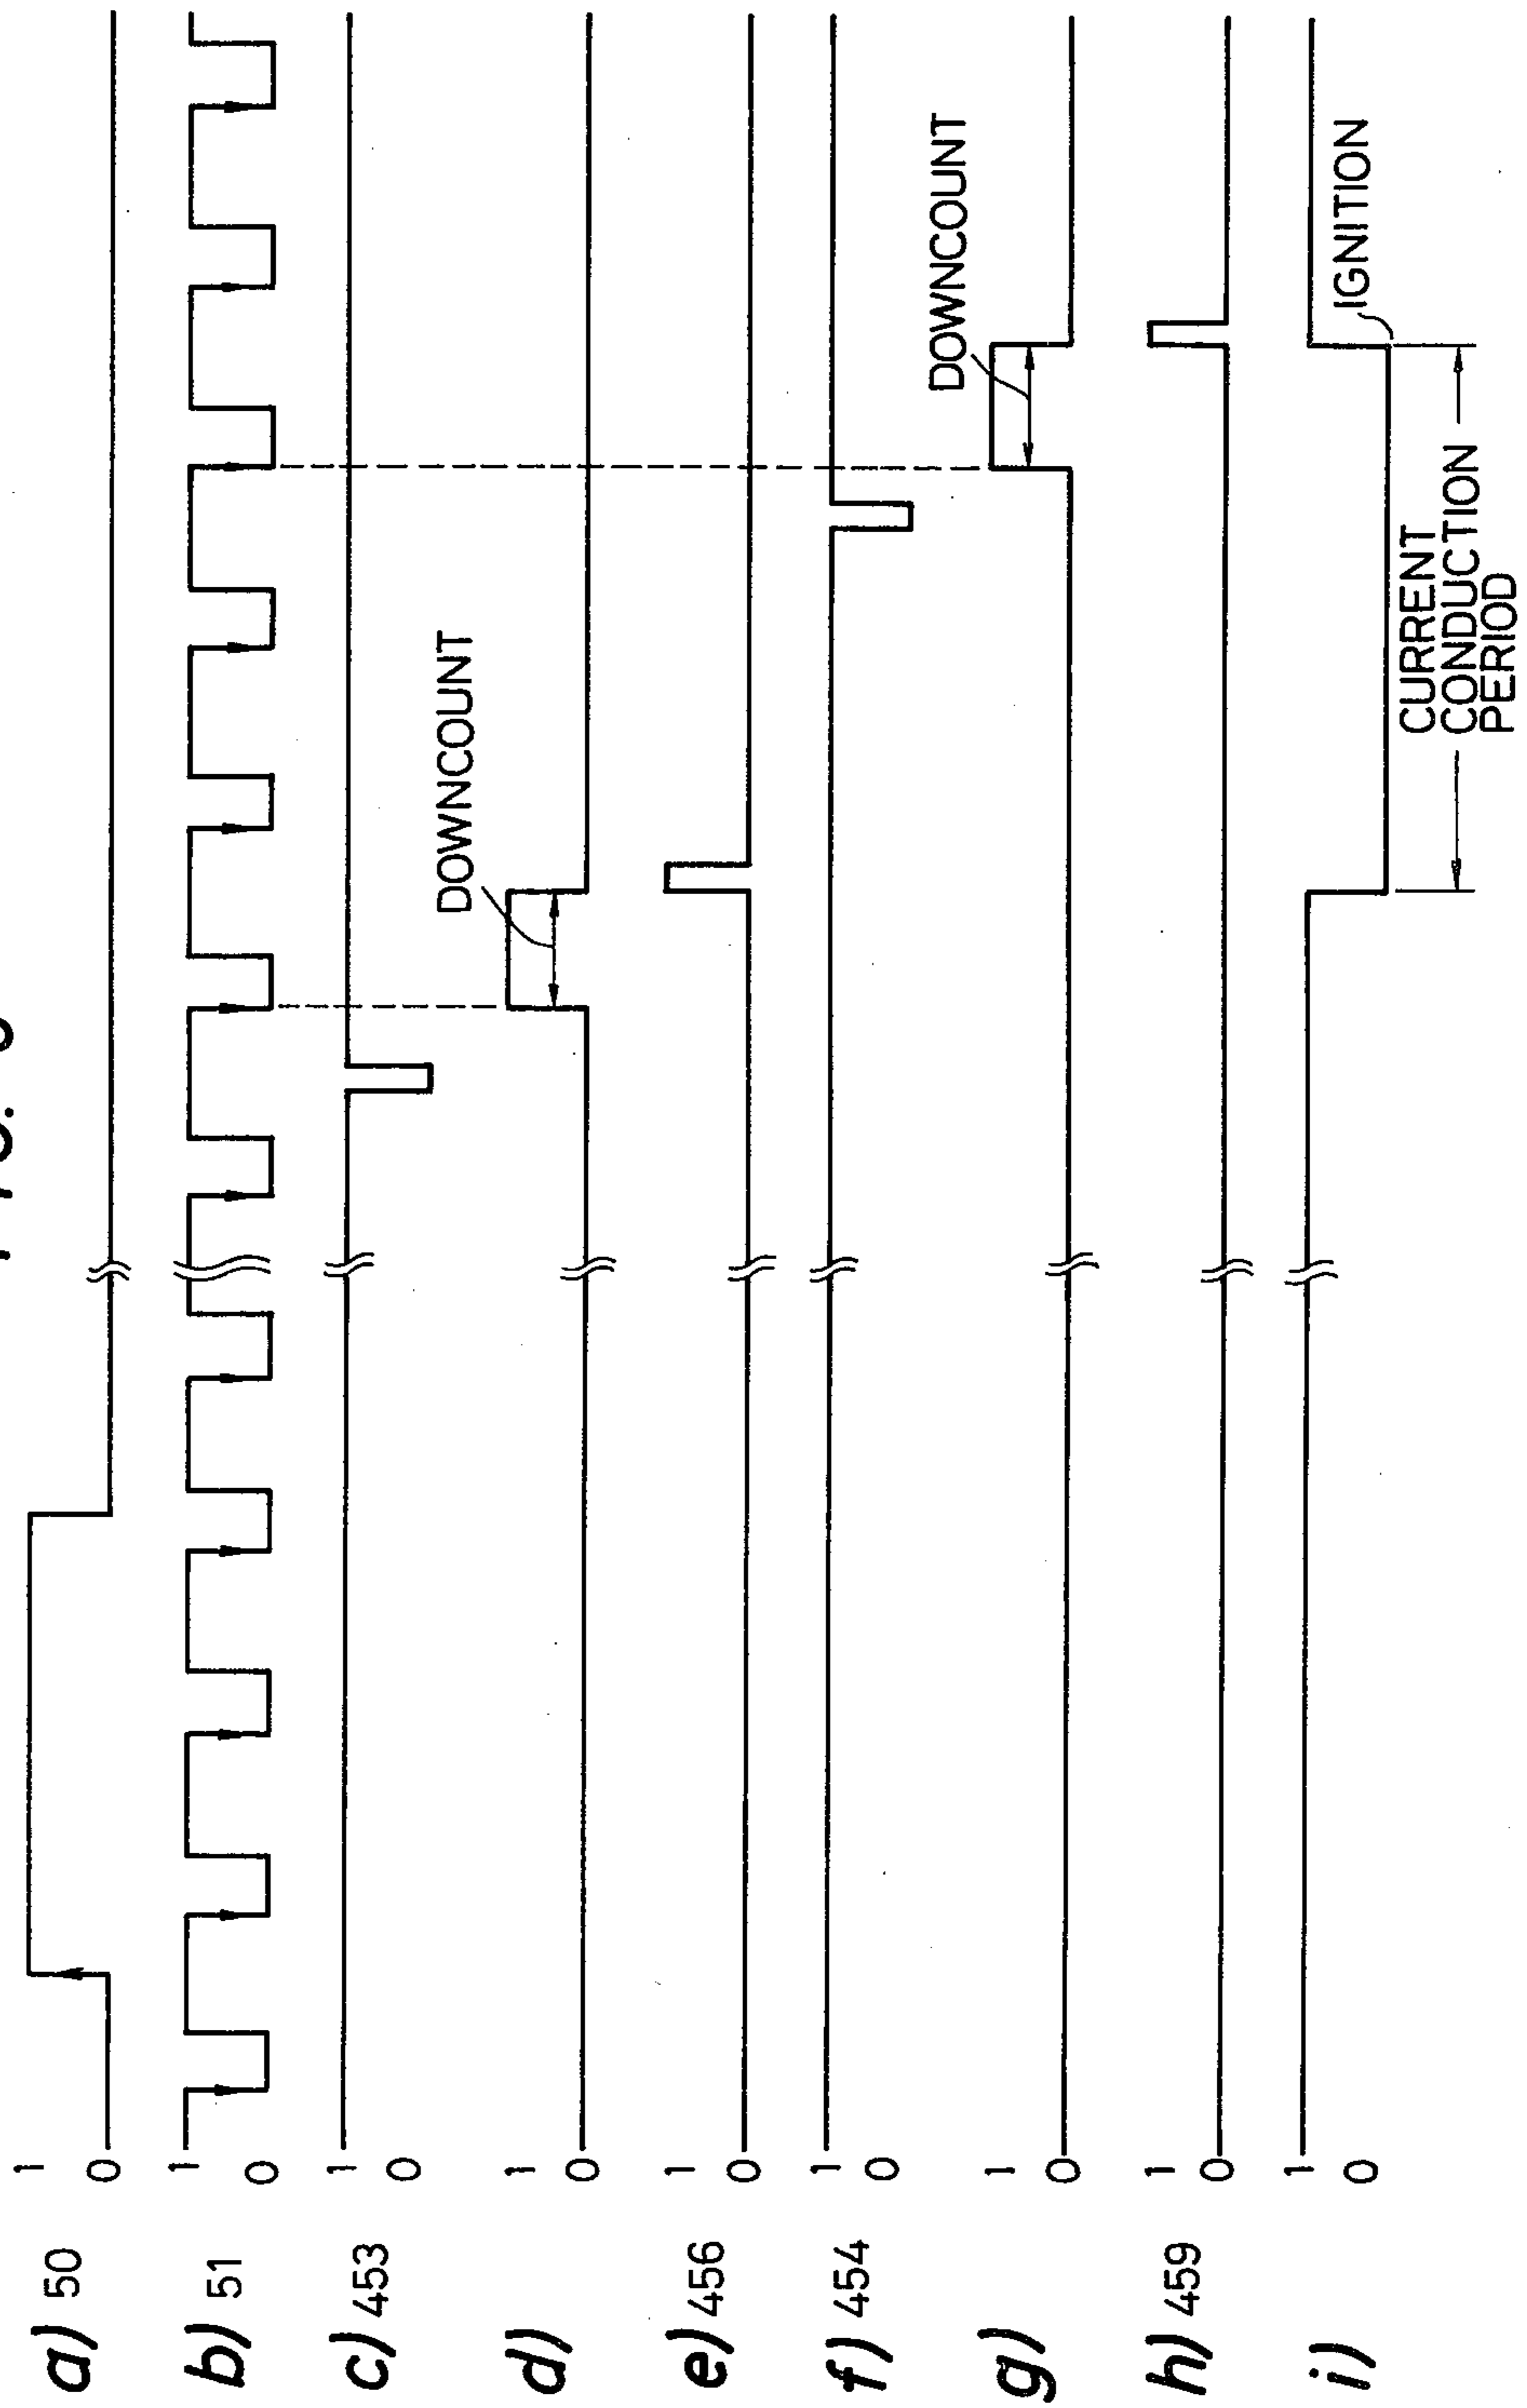 a) 50
1
0
b) 51
1
0
c) 453
1
0
d)
1
0
DOWNCOUNT
e) 456
1
0
f) 454
1
0
g)
1
0
DOWNCOUNT
h) 459
1
0
i)
1
0
IGNITION
CURRENT
CONDUCTION
PERIOD